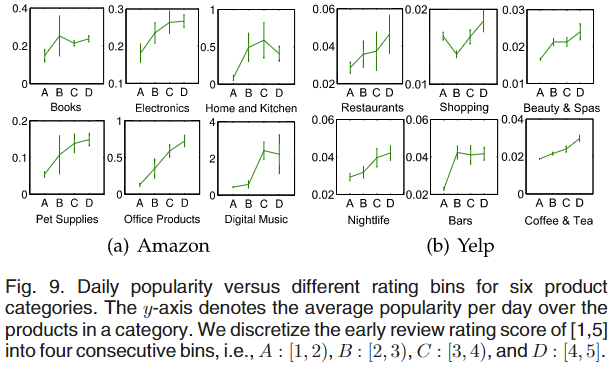 0.4 0.3 1 0.06 0.02 0.04
0.2 0.2 0.5 0.04
0 0.1 0 0.02 0.01 0.01
A B C D A B C D A B C D A B C D A B C D A B C D
Books Electronics Home and Kitchen Restaurants Shopping Beauty & Spas
0.2 1 4 0.06 0.06 0.04
0.1 0.5 2 0.04 0.04 0.02
0 0 0 0.02 0.02 0
A B C D A B C D A B C D A B C D A B C D A B C D
Pet Supplies Office Products Digital Music Nightlife Bars Coffee & Tea
(a) Amazon (b) Yelp
Fig. 9. Daily popularity versus different rating bins for six product
categories. The y-axis denotes the average popularity per day over the
products in a category. We discretize the early review rating score of [1,5]
into four consecutive bins, i.e., A : [1, 2), B : [2, 3), C : [3, 4), and D : [4, 5].